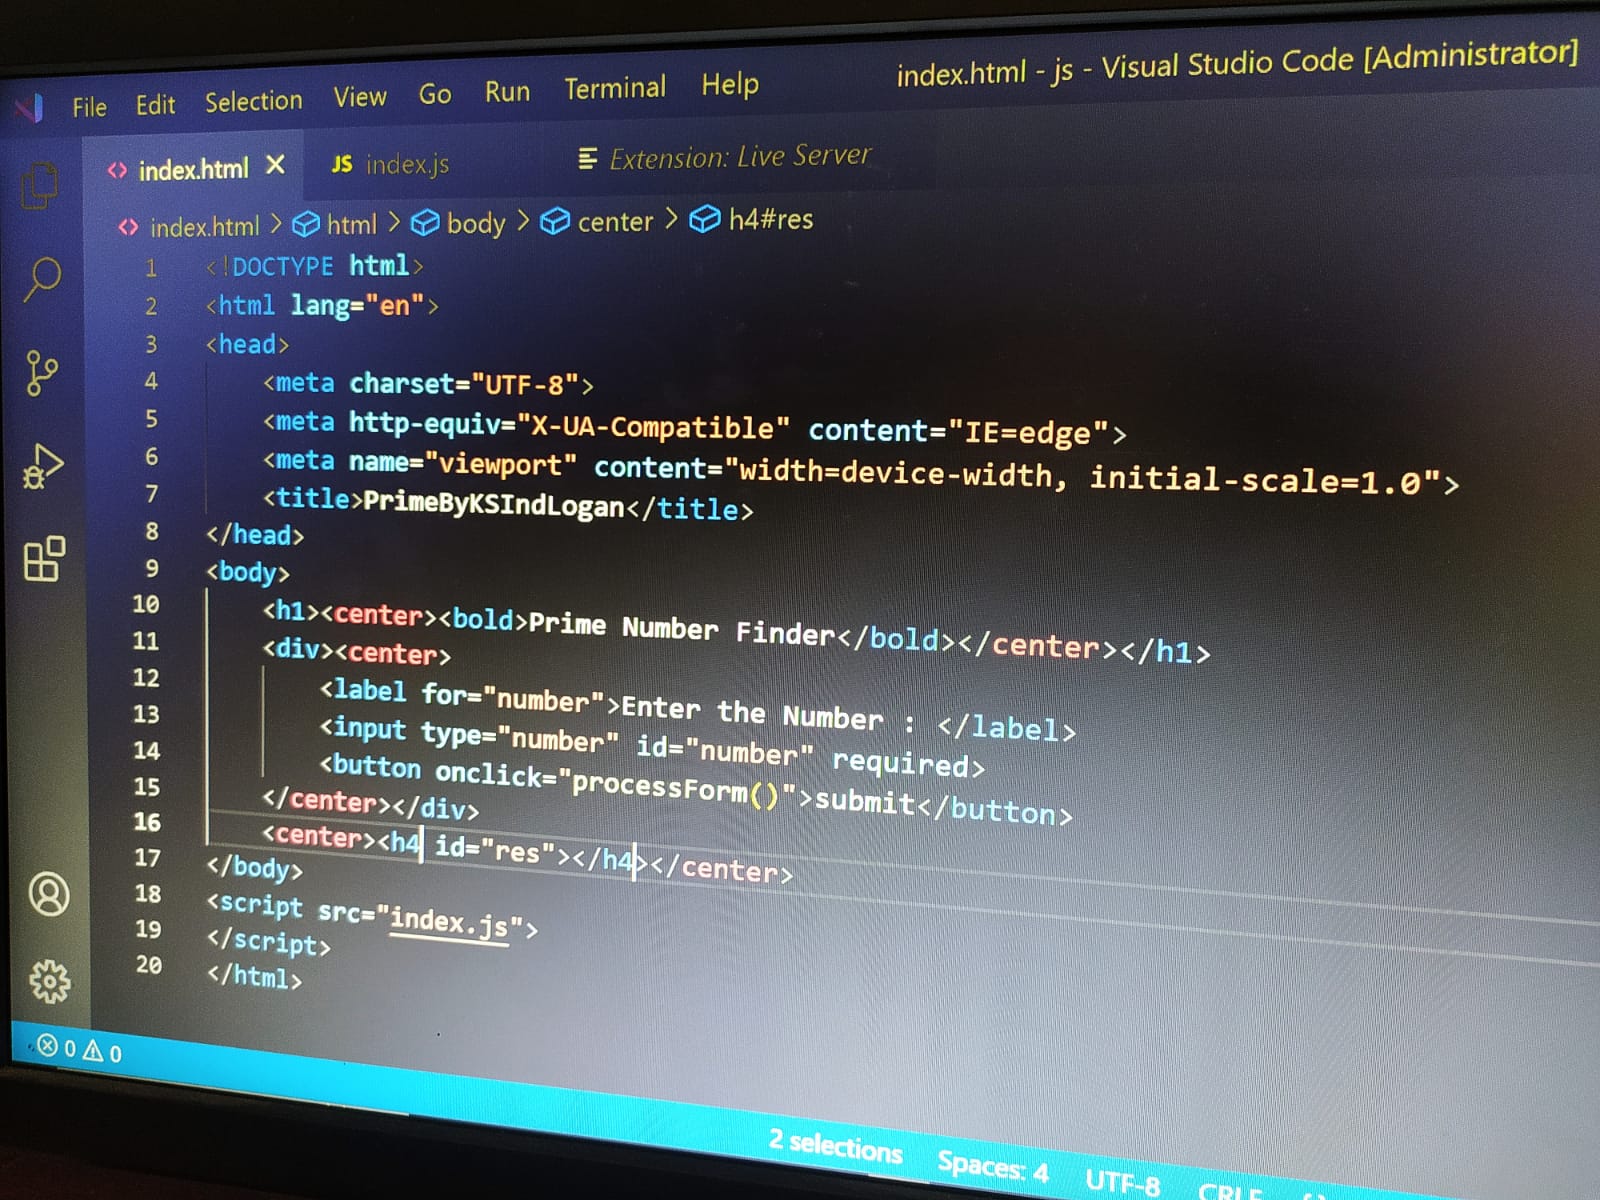 File Edit Selection View Go Run Terminal Help index.html - js - Visual Studio Code [Administrator]
<> index.html X JS index.js Extension: Live Server
<> index.html > html > body > center > h4#res
1 <!DOCTYPE html>
2 <html lang="en">
3 <head>
4 <meta charset="UTF-8">
5 <meta http-equiv="X-UA-Compatible" content="IE=edge">
6 <meta name="viewport" content="width=device-width, initial-scale=1.0">
7 <title>PrimeByKSIndLogan</title>
8 </head>
9 <body>
10 <h1><center><bold>Prime Number Finder</bold></center></h1>
11 <div><center>
12 <label for="number">Enter the Number : </label>
13 <input type="number" id="number" required>
14 <button onclick="processForm()">submit</button>
15 </center></div>
16 <center><h4 id="res"></h4></center>
17 </body>
18 <script src="index.js">
19 </script>
20 </html>
0 0
2 selections Spaces: 4 UTF-8 CRLF